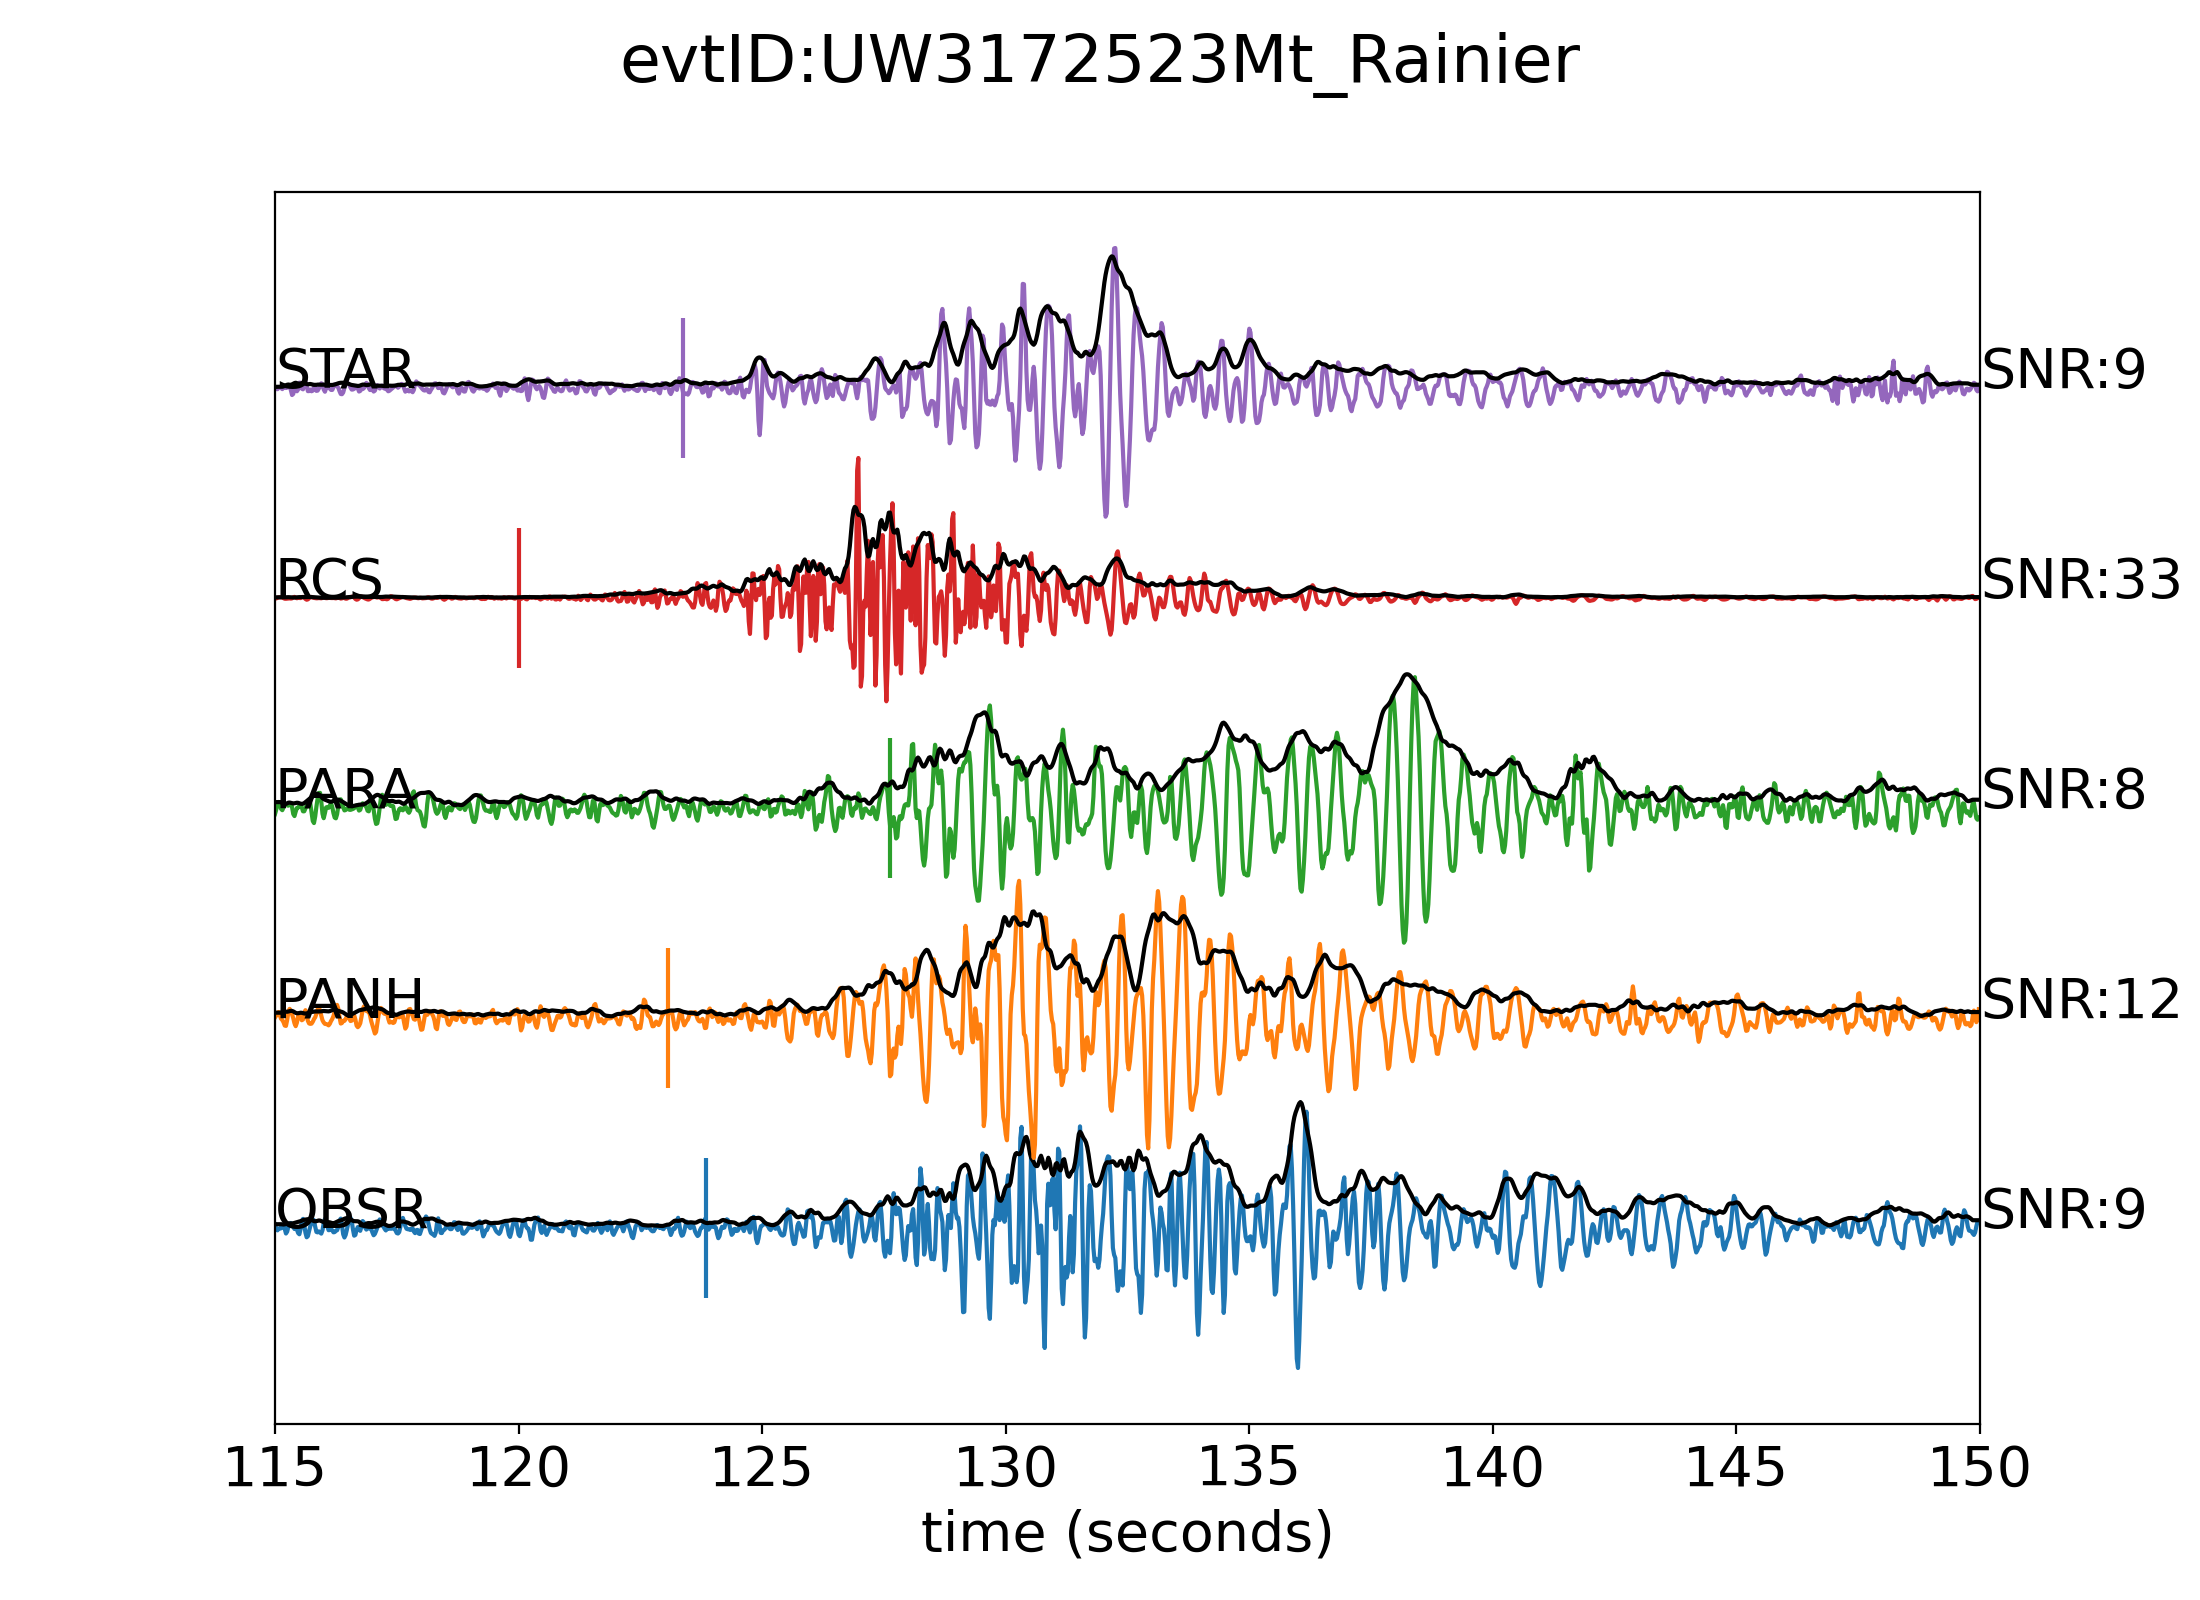 evtID:UW3172523Mt_Rainier
STAR SNR:9
RCS SNR:33
PARA SNR:8
PANH SNR:12
OBSR SNR:9
115 120 125 130 135 140 145 150
time (seconds)